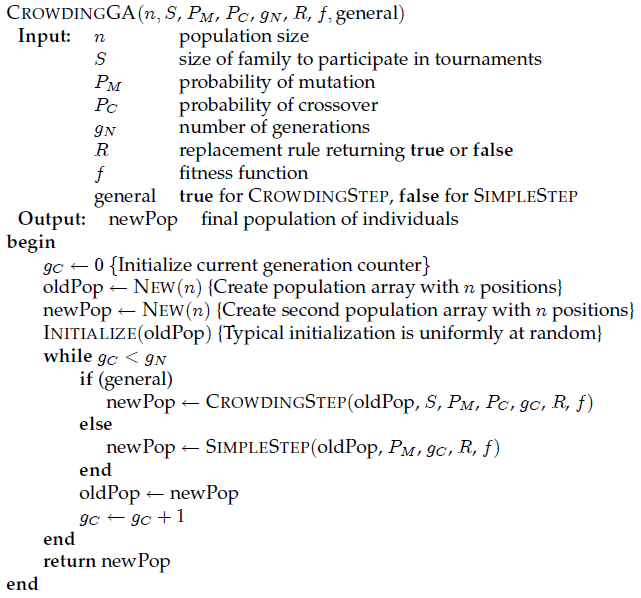 CROWDINGGA(n, S, P_M, P_C, g_N, R, f, general)
Input: n population size
S size of family to participate in tournaments
P_M probability of mutation
P_C probability of crossover
g_N number of generations
R replacement rule returning true or false
f fitness function
general true for CROWDINGSTEP, false for SIMPLESTEP
Output: newPop final population of individuals
begin
g_C ← 0 {Initialize current generation counter}
oldPop ← NEW(n) {Create population array with n positions}
newPop ← NEW(n) {Create second population array with n positions}
INITIALIZE(oldPop) {Typical initialization is uniformly at random}
while g_C < g_N
if (general)
newPop ← CROWDINGSTEP(oldPop, S, P_M, P_C, g_C, R, f)
else
newPop ← SIMPLESTEP(oldPop, P_M, g_C, R, f)
end
oldPop ← newPop
g_C ← g_C + 1
end
return newPop
end